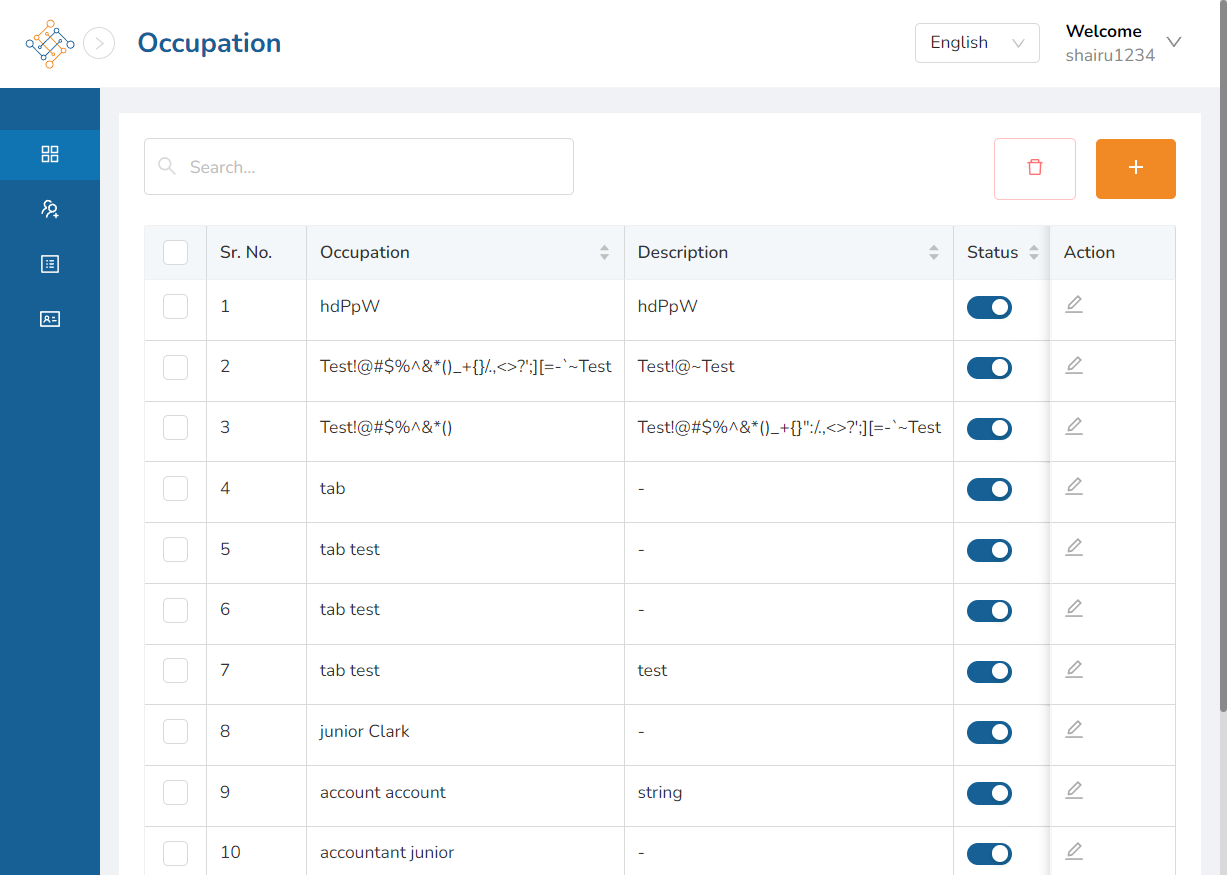 Occupation
English
Welcome
shairu1234
Search...
Sr. No. Occupation Description Status Action
1 hdPpW hdPpW
2 Test!@#$%^&*()_+{}/.,<>?';][=-`~Test Test!@~Test
3 Test!@#$%^&*() Test!@#$%^&*()_+{}":/.,<>?';][=-`~Test
4 tab -
5 tab test -
6 tab test -
7 tab test test
8 junior Clark -
9 account account string
10 accountant junior -